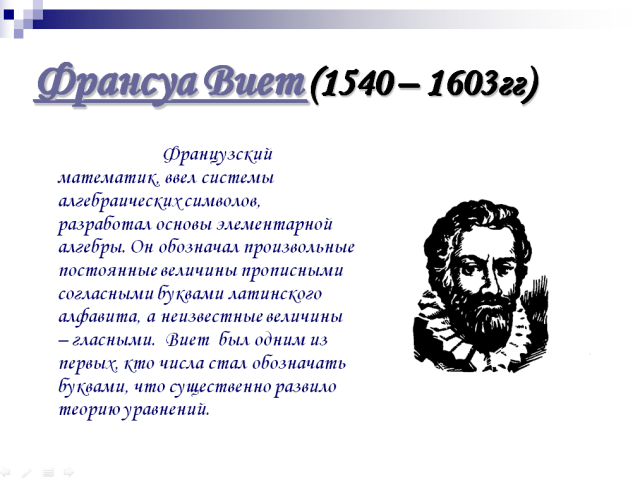 Франсуа Виет (1540 – 1603гг)
Французский
математик, ввел системы
алгебраических символов,
разработал основы элементарной
алгебры. Он обозначал произвольные
постоянные величины прописными
согласными буквами латинского
алфавита, а неизвестные величины
– гласными. Виет был одним из
первых, кто числа стал обозначать
буквами, что существенно развило
теорию уравнений.